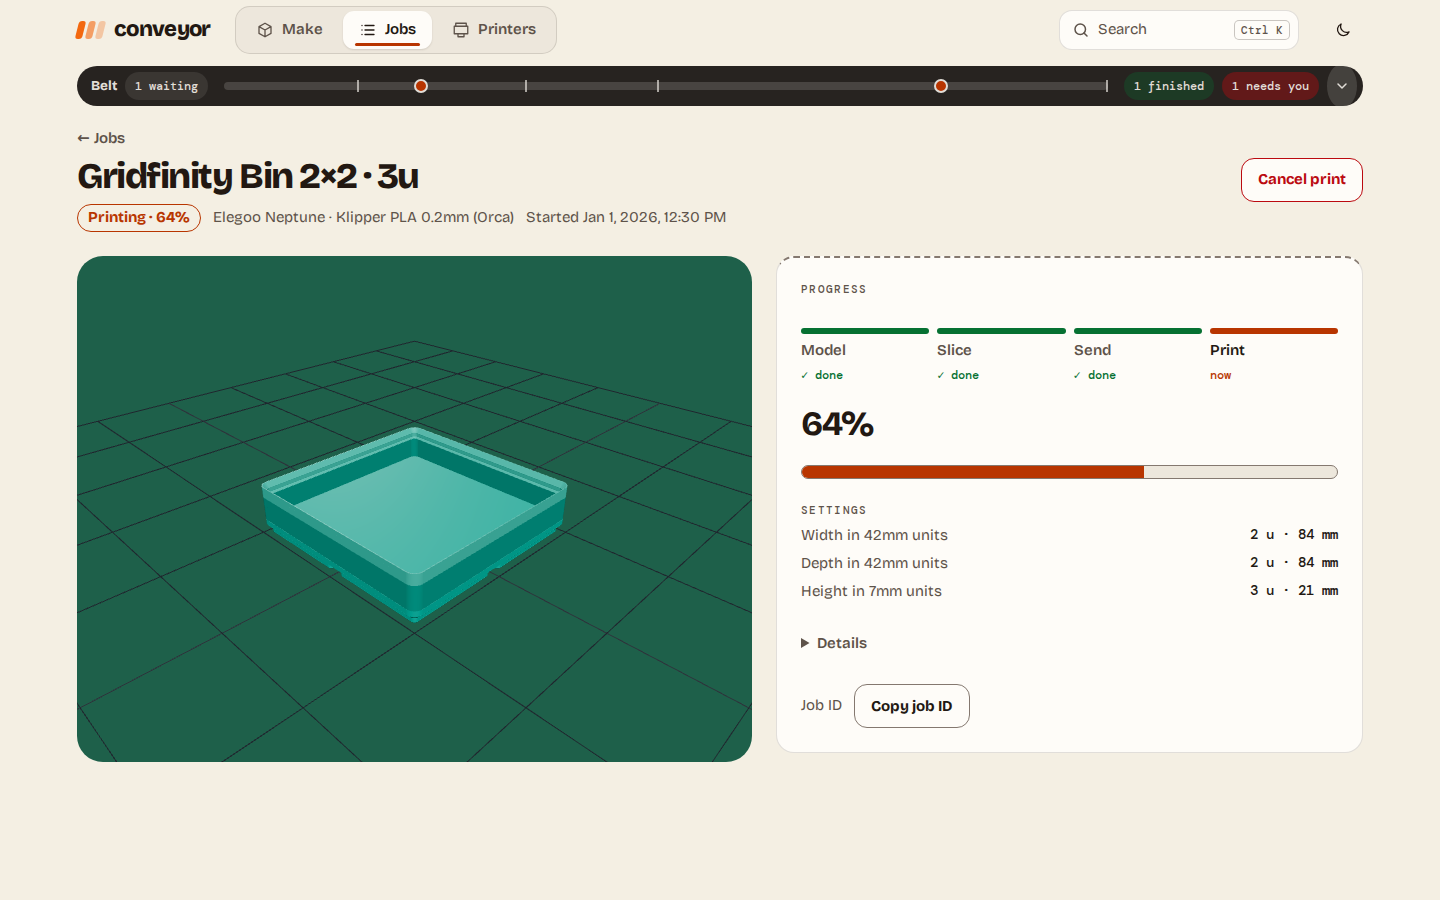 conveyor
Make
Jobs
Printers
Search
Ctrl K
Belt
1 waiting
1 finished
1 needs you
← Jobs
Gridfinity Bin 2×2 · 3u
Cancel print
Printing · 64%
Elegoo Neptune · Klipper PLA 0.2mm (Orca)
Started Jan 1, 2026, 12:30 PM
PROGRESS
Model
Slice
Send
Print
✓ done
✓ done
✓ done
now
64%
SETTINGS
Width in 42mm units
2 u · 84 mm
Depth in 42mm units
2 u · 84 mm
Height in 7mm units
3 u · 21 mm
Details
Job ID
Copy job ID